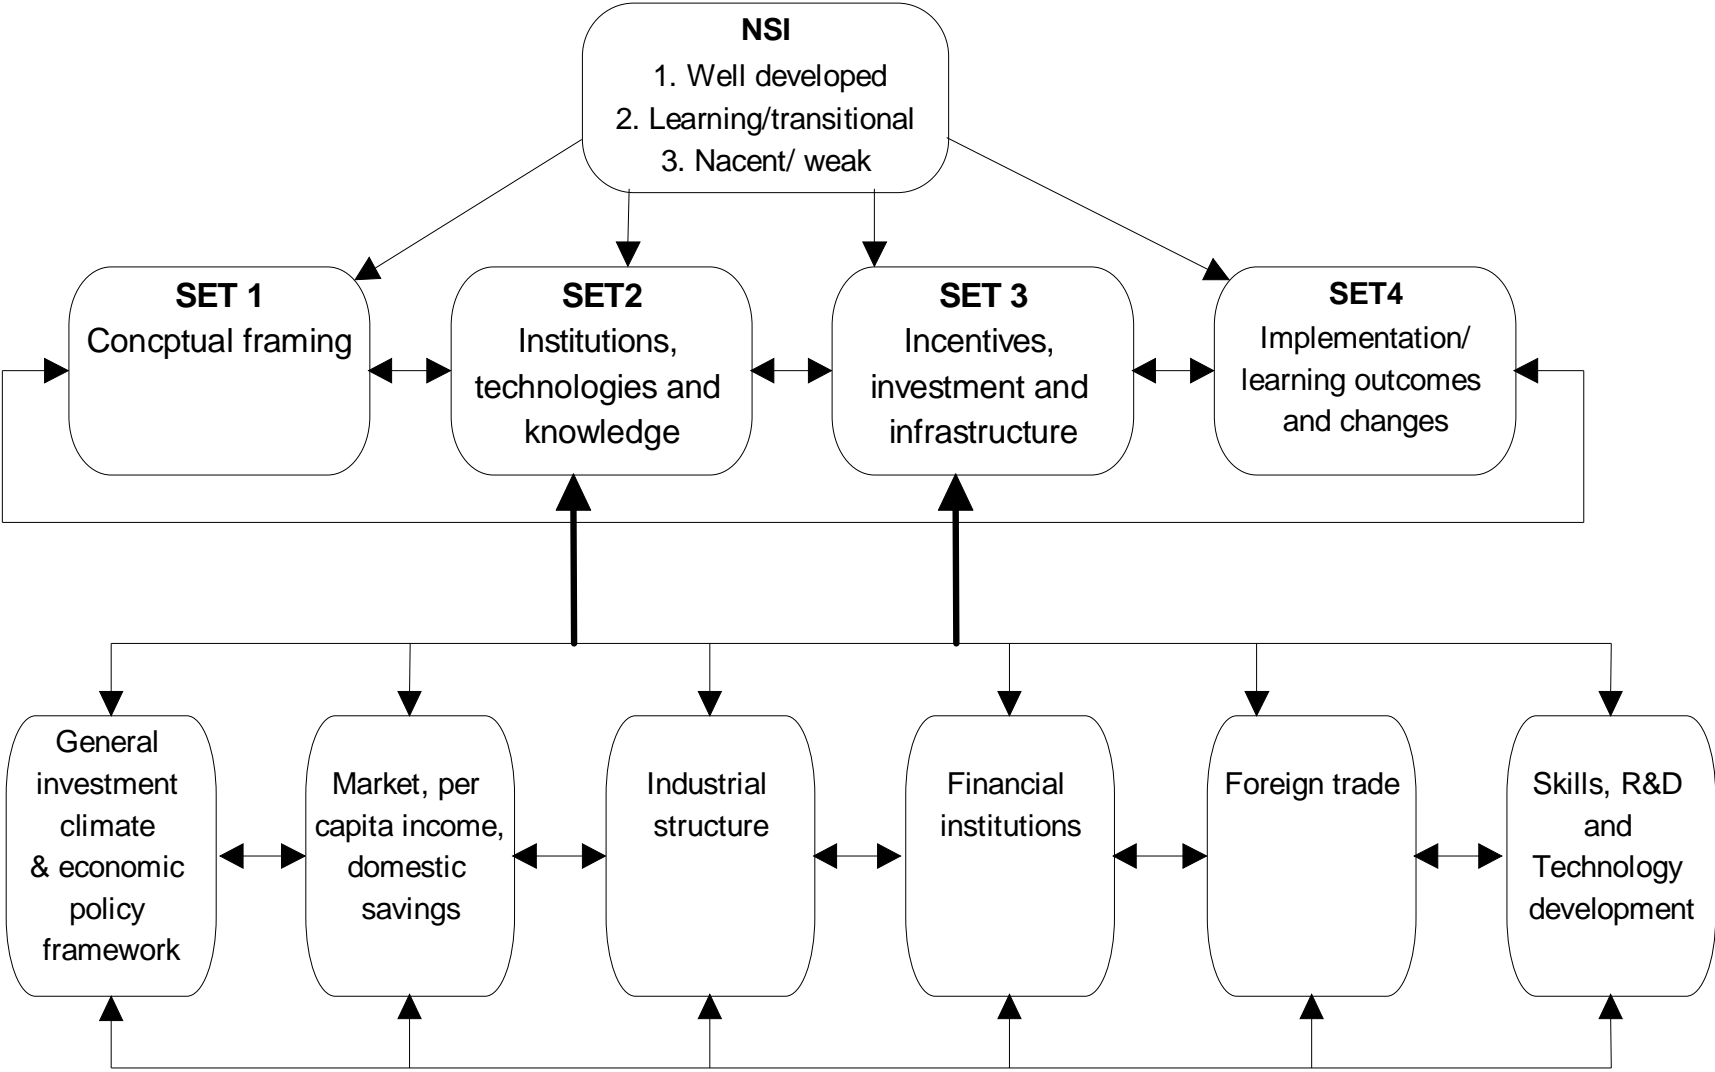 NSI
1. Well developed
2. Learning/transitional
3. Nacent/ weak
SET 1
Concptual framing
SET2
Institutions,
technologies and
knowledge
SET 3
Incentives,
investment and
infrastructure
SET4
Implementation/
learning outcomes
and changes
General
investment
climate
& economic
policy
framework
Market, per
capita income,
domestic
savings
Industrial
structure
Financial
institutions
Foreign trade
Skills, R&D
and
Technology
development